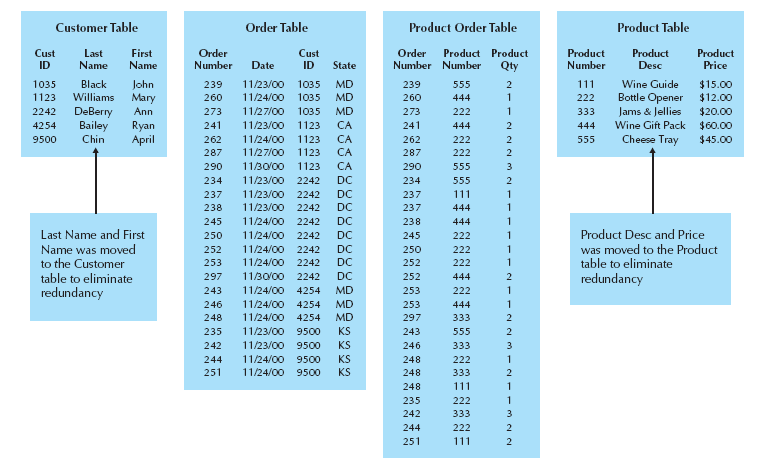 Customer Table
Cust Last First
ID Name Name
1035 Black John
1123 Williams Mary
2242 DeBerry Ann
4254 Bailey Ryan
9500 Chin April
Last Name and First
Name was moved
to the Customer
table to eliminate
redundancy
Order Table
Order Cust
Number Date ID State
239 11/23/00 1035 MD
260 11/24/00 1035 MD
273 11/27/00 1035 MD
241 11/23/00 1123 CA
262 11/24/00 1123 CA
287 11/27/00 1123 CA
290 11/30/00 1123 CA
234 11/23/00 2242 DC
237 11/23/00 2242 DC
238 11/23/00 2242 DC
245 11/24/00 2242 DC
250 11/24/00 2242 DC
252 11/24/00 2242 DC
253 11/24/00 2242 DC
297 11/30/00 2242 DC
243 11/24/00 4254 MD
246 11/24/00 4254 MD
248 11/24/00 4254 MD
235 11/23/00 9500 KS
242 11/23/00 9500 KS
244 11/24/00 9500 KS
251 11/24/00 9500 KS
Product Order Table
Order Product Product
Number Number Qty
239 555 2
260 444 1
273 222 1
241 444 2
262 222 2
287 222 2
290 555 3
234 555 2
237 111 1
237 444 1
238 444 1
245 222 1
250 222 1
252 222 1
252 444 2
253 222 1
253 444 1
297 333 2
243 555 2
246 333 3
248 222 1
248 333 2
248 111 1
235 222 1
242 333 3
244 222 2
251 111 2
Product Table
Product Product Product
Number Desc Price
111 Wine Guide $15.00
222 Bottle Opener $12.00
333 Jams & Jellies $20.00
444 Wine Gift Pack $60.00
555 Cheese Tray $45.00
Product Desc and Price
was moved to the Product
table to eliminate
redundancy